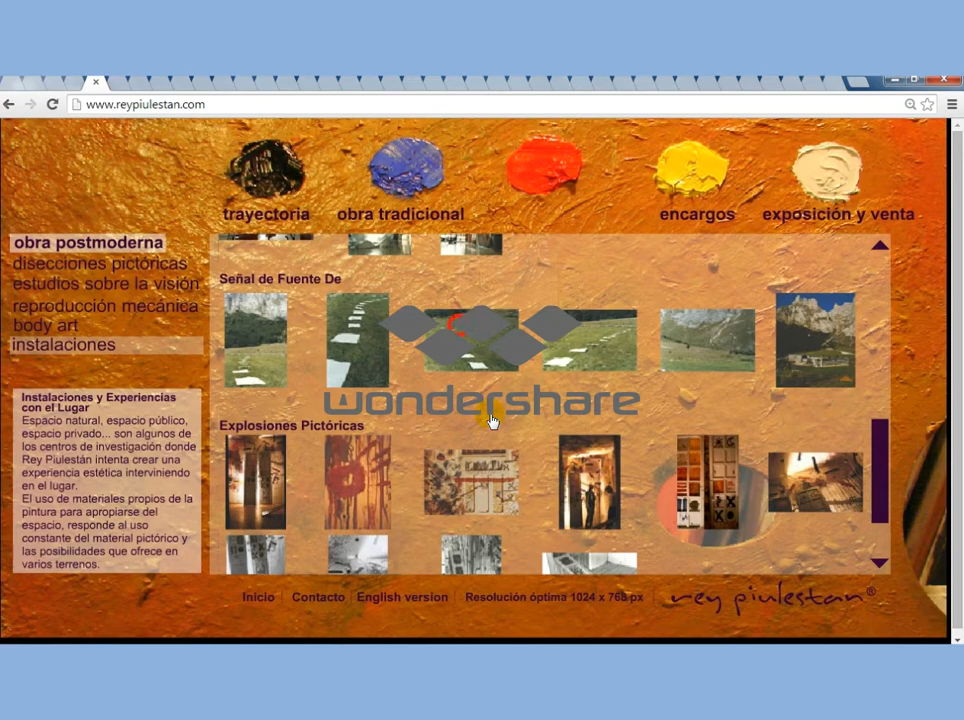 www.reypiulestan.com
trayectoria
obra tradicional
encargos
exposición y venta
obra postmoderna
disecciones pictóricas
estudios sobre la visión
reproducción mecánica
body art
instalaciones
Instalaciones y Experiencias
con el Lugar
Espacio natural, espacio público,
espacio privado... son algunos de
los centros de investigación donde
Rey Piulestán intenta crear una
experiencia estética interviniendo
en el lugar.
El uso de materiales propios de la
pintura para apropiarse del
espacio, responde al uso
constante del material pictórico y
las posibilidades que ofrece en
varios terrenos.
Señal de Fuente De
wondershare
Explosiones Pictóricas
Inicio
Contacto
English version
Resolución óptima 1024 x 768 px
rey piulestan®